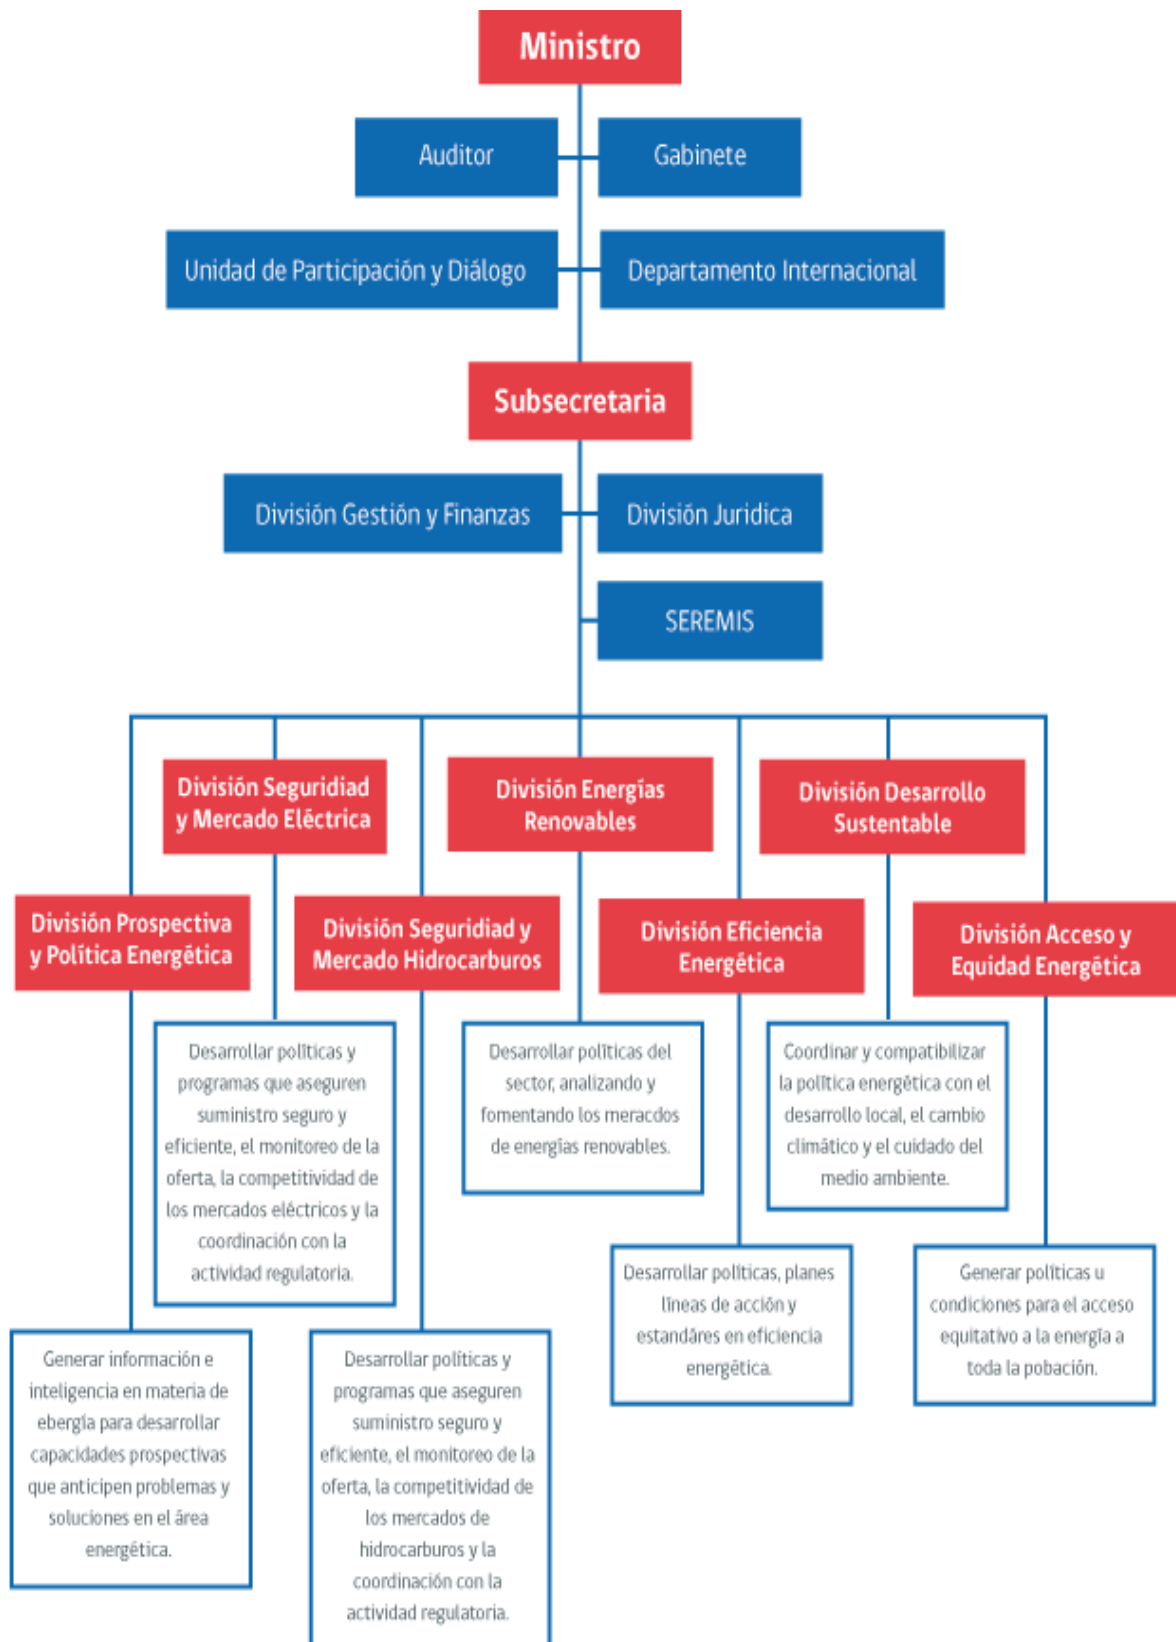 Ministro
Auditor
Gabinete
Unidad de Participación y Diálogo
Departamento Internacional
Subsecretaria
División Gestión y Finanzas
División Juridica
SEREMIS
División Seguridiad
y Mercado Eléctrica
División Energías
Renovables
División Desarrollo
Sustentable
División Prospectiva
y Política Energética
División Seguridiad y
Mercado Hidrocarburos
División Eficiencia
Energética
División Acceso y
Equidad Energética
Desarrollar políticas y
programas que aseguren
suministro seguro y
eficiente, el monitoreo de la
oferta, la competitividad de
los mercados eléctricos y la
coordinación con la
actividad regulatoria.
Desarrollar políticas del
sector, analizando y
fomentando los meracdos
de energías renovables.
Coordinar y compatibilizar
la política energética con el
desarrollo local, el cambio
climático y el cuidado del
medio ambiente.
Generar información e
inteligencia en materia de
ebergía para desarrollar
capacidades prospectivas
que anticipen problemas y
soluciones en el área
energética.
Desarrollar políticas y
programas que aseguren
suministro seguro y
eficiente, el monitoreo de la
oferta, la competitividad de
los mercados de
hidrocarburos y la
coordinación con la
actividad regulatoria.
Desarrollar políticas, planes
líneas de acción y
estandáres en eficiencia
energética.
Generar políticas u
condiciones para el acceso
equitativo a la energía a
toda la pobación.